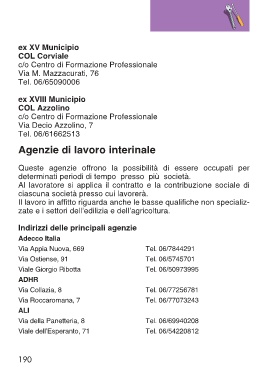 ex XV Municipio
COL Corviale
c/o Centro di Formazione Professionale
Via M. Mazzacurati, 76
Tel. 06/65090006
ex XVIII Municipio
COL Azzolino
c/o Centro di Formazione Professionale
Via Decio Azzolino, 7
Tel. 06/61662513
Agenzie di lavoro interinale
Queste agenzie offrono la possibilità di essere occupati per
determinati periodi di tempo presso più società.
Al lavoratore si applica il contratto e la contribuzione sociale di
ciascuna società presso cui lavorerà.
Il lavoro in affitto riguarda anche le basse qualifiche non specializ-
zate e i settori dell'edilizia e dell'agricoltura.
Indirizzi delle principali agenzie
Adecco Italia
Via Appia Nuova, 669 Tel. 06/7844291
Via Ostiense, 91 Tel. 06/5745701
Viale Giorgio Ribotta Tel. 06/50973995
ADHR
Via Collazia, 8 Tel. 06/77256781
Via Roccaromana, 7 Tel. 06/77073243
ALI
Via della Panetteria, 8 Tel. 06/69940208
Viale dell'Esperanto, 71 Tel. 06/54220812
190